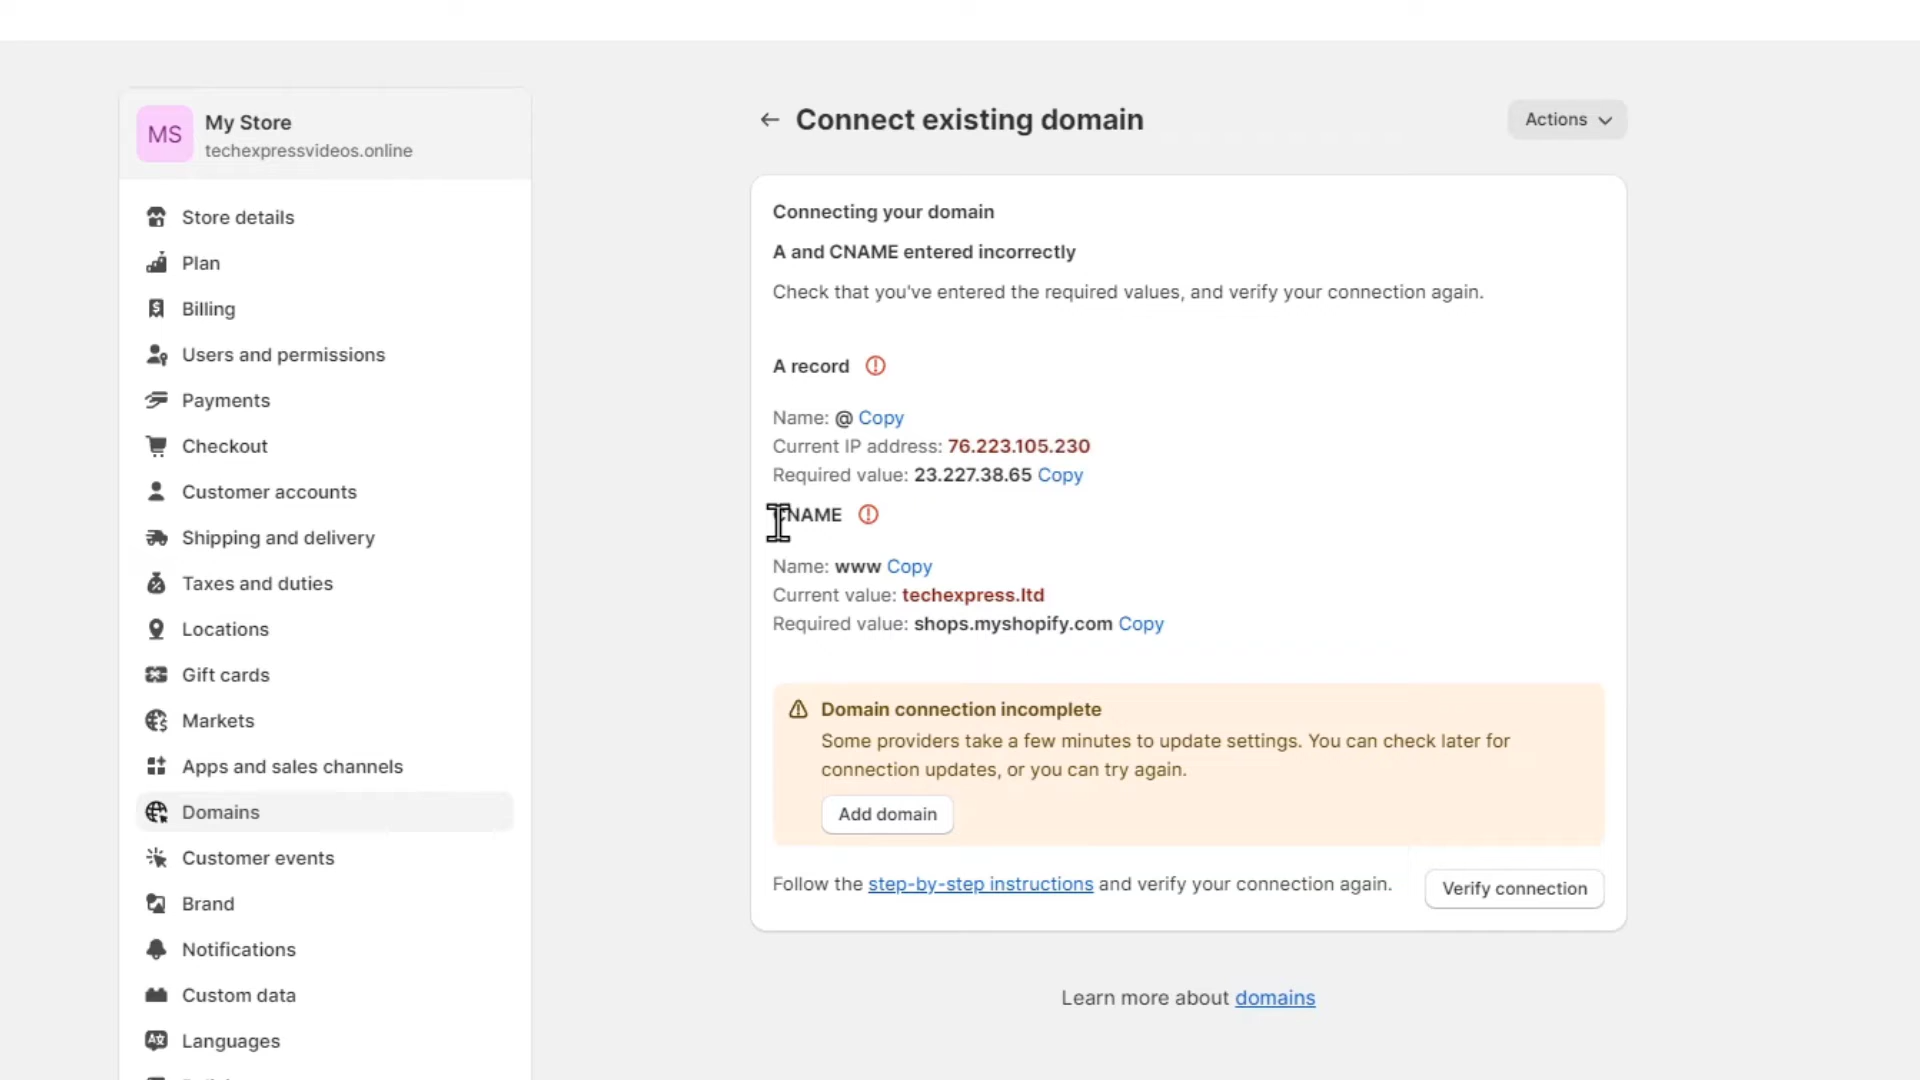 MS
My Store
techexpressvideos.online
Store details
Plan
Billing
Users and permissions
Payments
Checkout
Customer accounts
Shipping and delivery
Taxes and duties
Locations
Gift cards
Markets
Apps and sales channels
Domains
Customer events
Brand
Notifications
Custom data
Languages
Connect existing domain
Actions
Connecting your domain
A and CNAME entered incorrectly
Check that you've entered the required values, and verify your connection again.
A record
Name: @ Copy
Current IP address: 76.223.105.230
Required value: 23.227.38.65 Copy
CNAME
Name: www Copy
Current value: techexpress.ltd
Required value: shops.myshopify.com Copy
Domain connection incomplete
Some providers take a few minutes to update settings. You can check later for
connection updates, or you can try again.
Add domain
Follow the step-by-step instructions and verify your connection again.
Verify connection
Learn more about domains